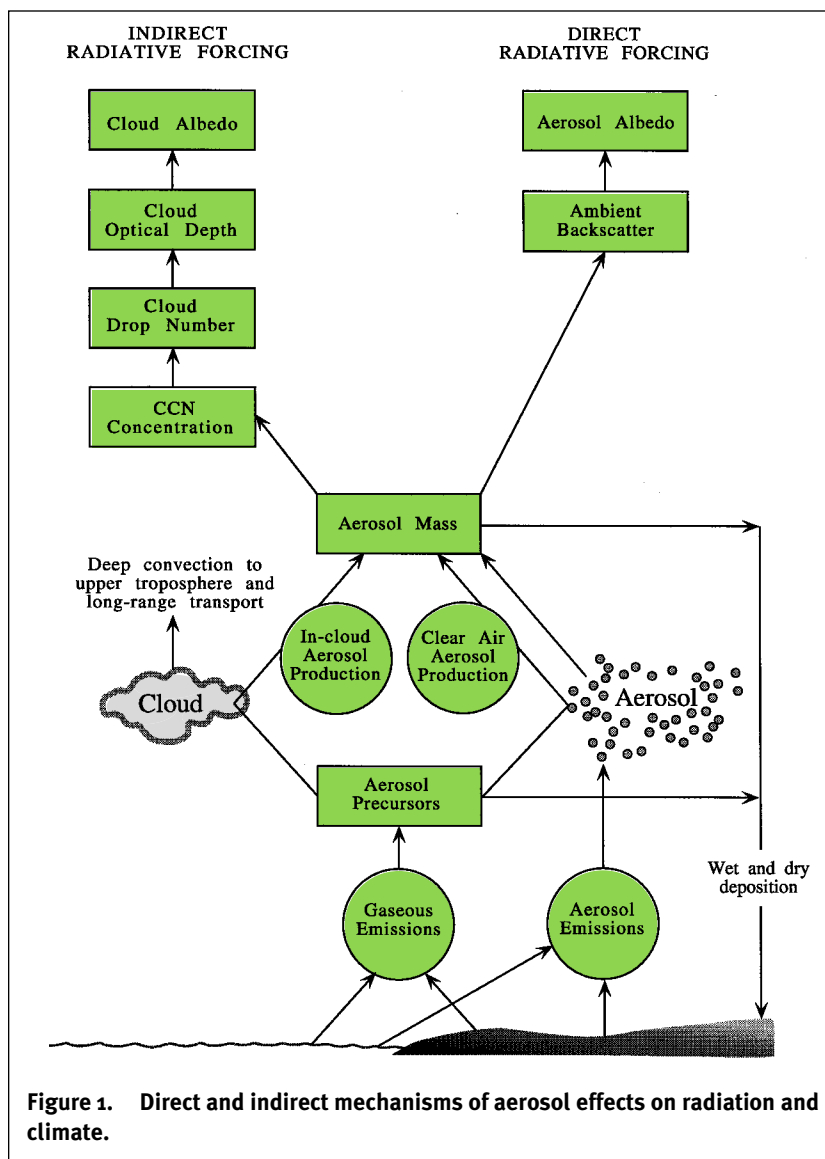 INDIRECT
RADIATIVE FORCING
DIRECT
RADIATIVE FORCING
Cloud Albedo
Aerosol Albedo
Cloud
Optical Depth
Ambient
Backscatter
Cloud
Drop Number
CCN
Concentration
Aerosol Mass
Deep convection to
upper troposphere and
long-range transport
In-cloud
Aerosol
Production
Clear Air
Aerosol
Production
Cloud
Aerosol
Aerosol
Precursors
Wet and dry
deposition
Gaseous
Emissions
Aerosol
Emissions
Figure 1. Direct and indirect mechanisms of aerosol effects on radiation and
climate.